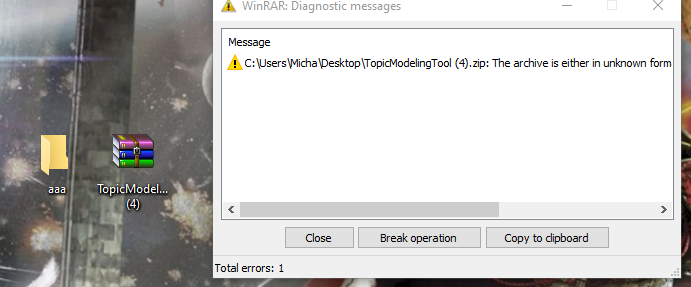 WinRAR: Diagnostic messages
Message
C:\Users\Micha\Desktop\TopicModelingTool (4).zip: The archive is either in unknown form
aaa
TopicModel...
(4)
Close Break operation Copy to clipboard
Total errors: 1